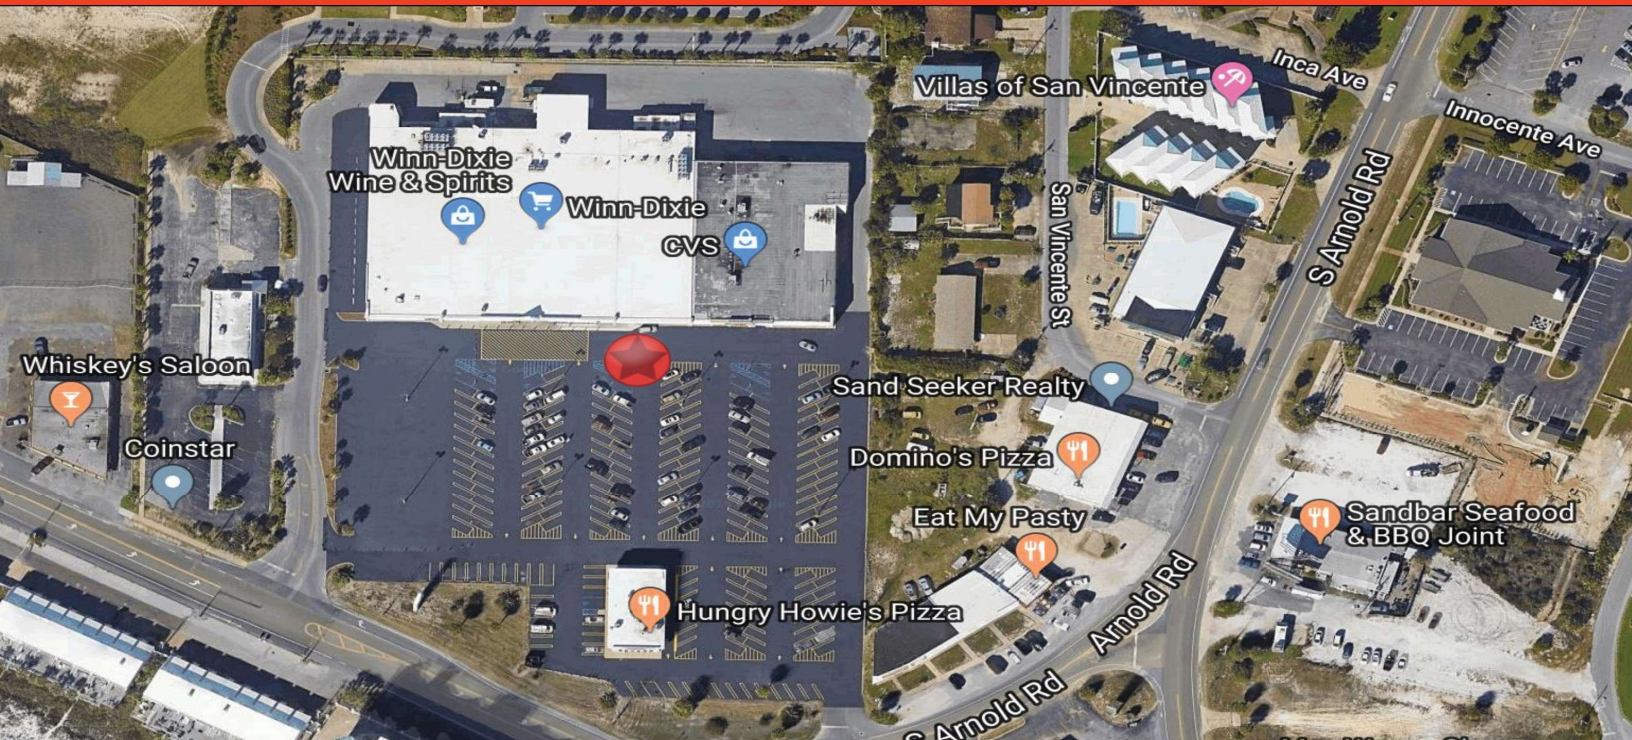 Inca Ave
Villas of San Vincente
Innocente Ave
Winn-Dixie
Wine & Spirits
Winn-Dixie
CVS
San Vincente St
S Arnold Rd
Whiskey's Saloon
Sand Seeker Realty
Coinstar
Domino's Pizza
Eat My Pasty
Sandbar Seafood
& BBQ Joint
Hungry Howie's Pizza
Arnold Rd
S Arnold Rd